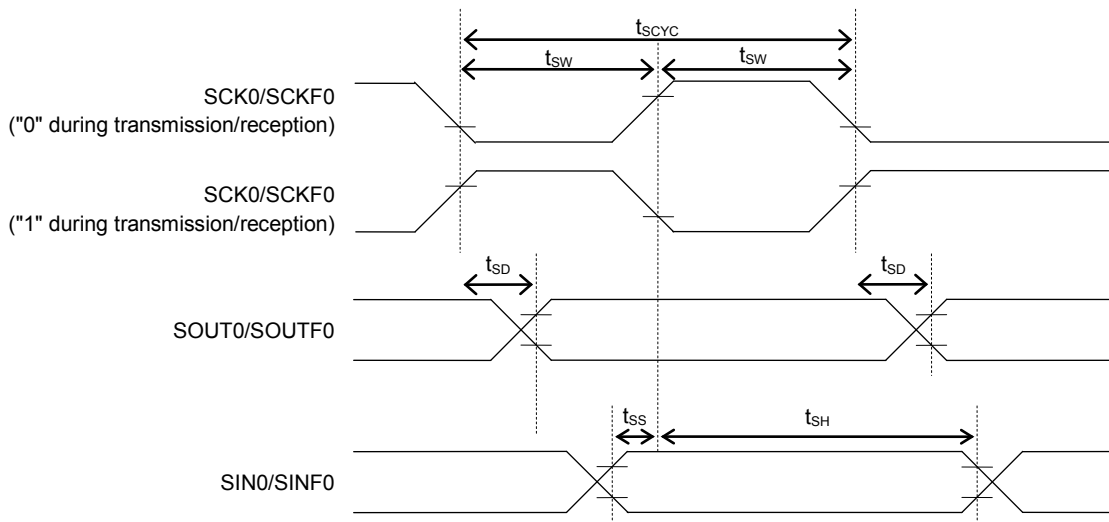 tSCYC
tSW tSW
SCK0/SCKF0
("0" during transmission/reception)
SCK0/SCKF0
("1" during transmission/reception)
tSD tSD
SOUT0/SOUTF0
tSS tSH
SIN0/SINF0